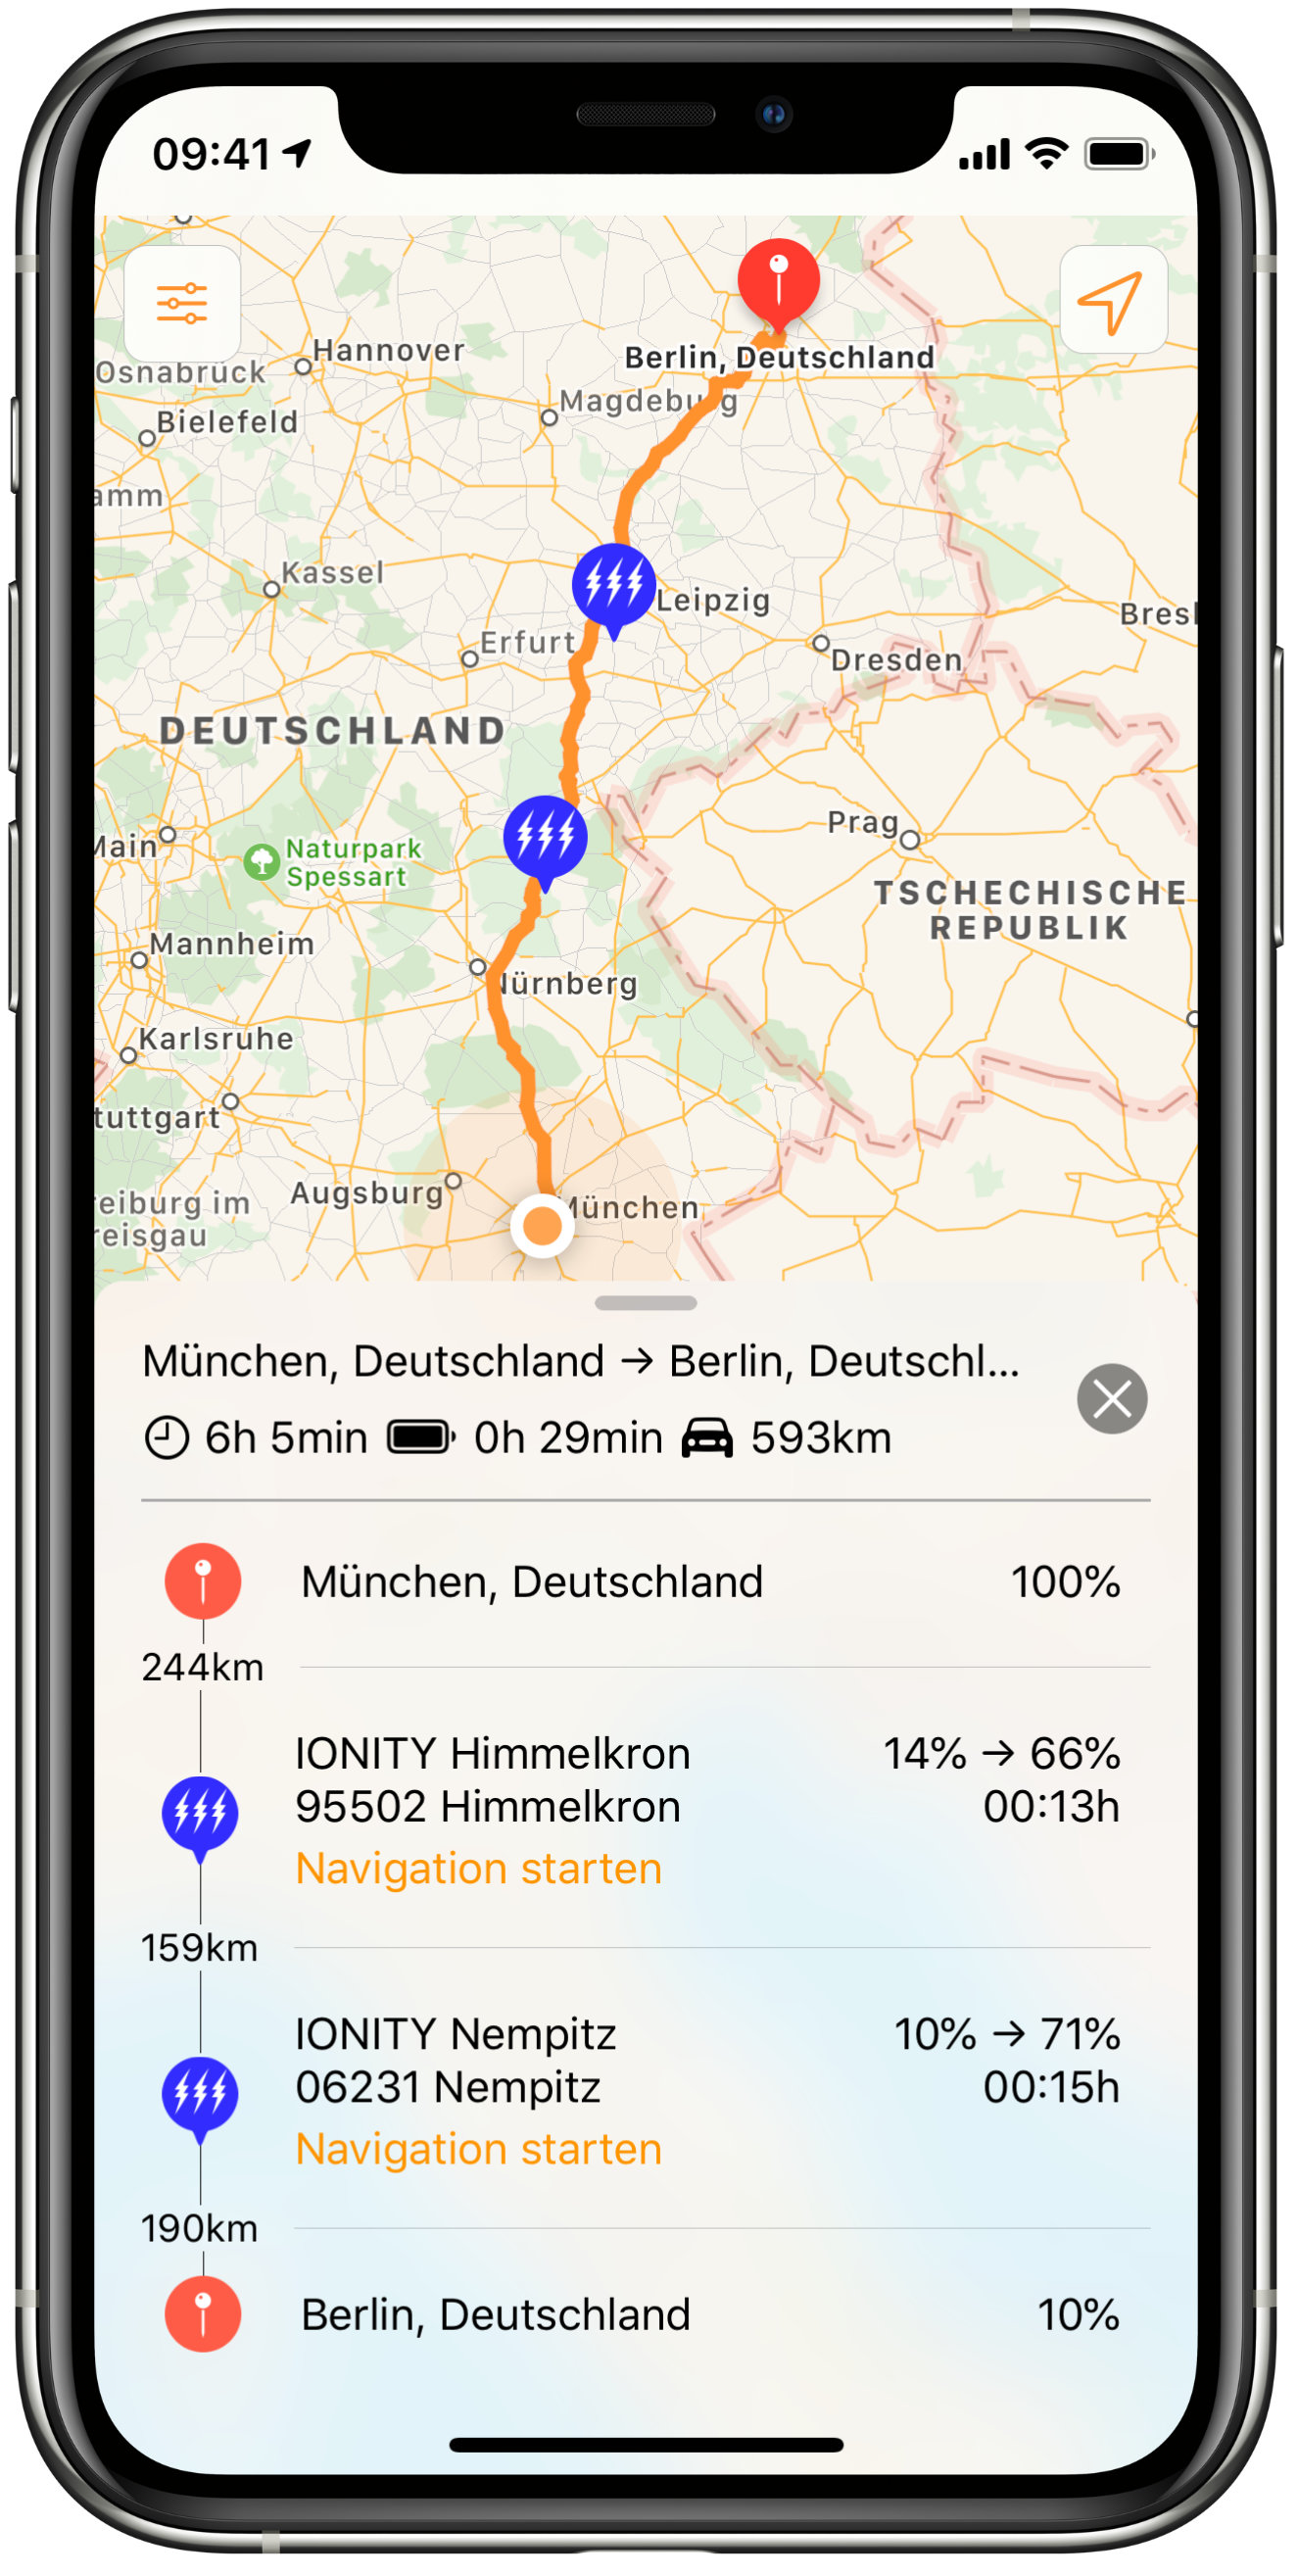 09:41
Hannover
Osnabrück
Berlin, Deutschland
Magdeburg
Bielefeld
amm
Kassel
Leipzig
Bresl
Erfurt
Dresden
DEUTSCHLAND
Prag
Main
Naturpark
Spessart
TSCHECHISCHE
REPUBLIK
Mannheim
Nürnberg
Karlsruhe
tuttgart
Augsburg
reiburg im
reisgau
München
München, Deutschland → Berlin, Deutschl...
6h 5min 0h 29min 593km
München, Deutschland 100%
244km
IONITY Himmelkron 14% → 66%
95502 Himmelkron 00:13h
Navigation starten
159km
IONITY Nempitz 10% → 71%
06231 Nempitz 00:15h
Navigation starten
190km
Berlin, Deutschland 10%